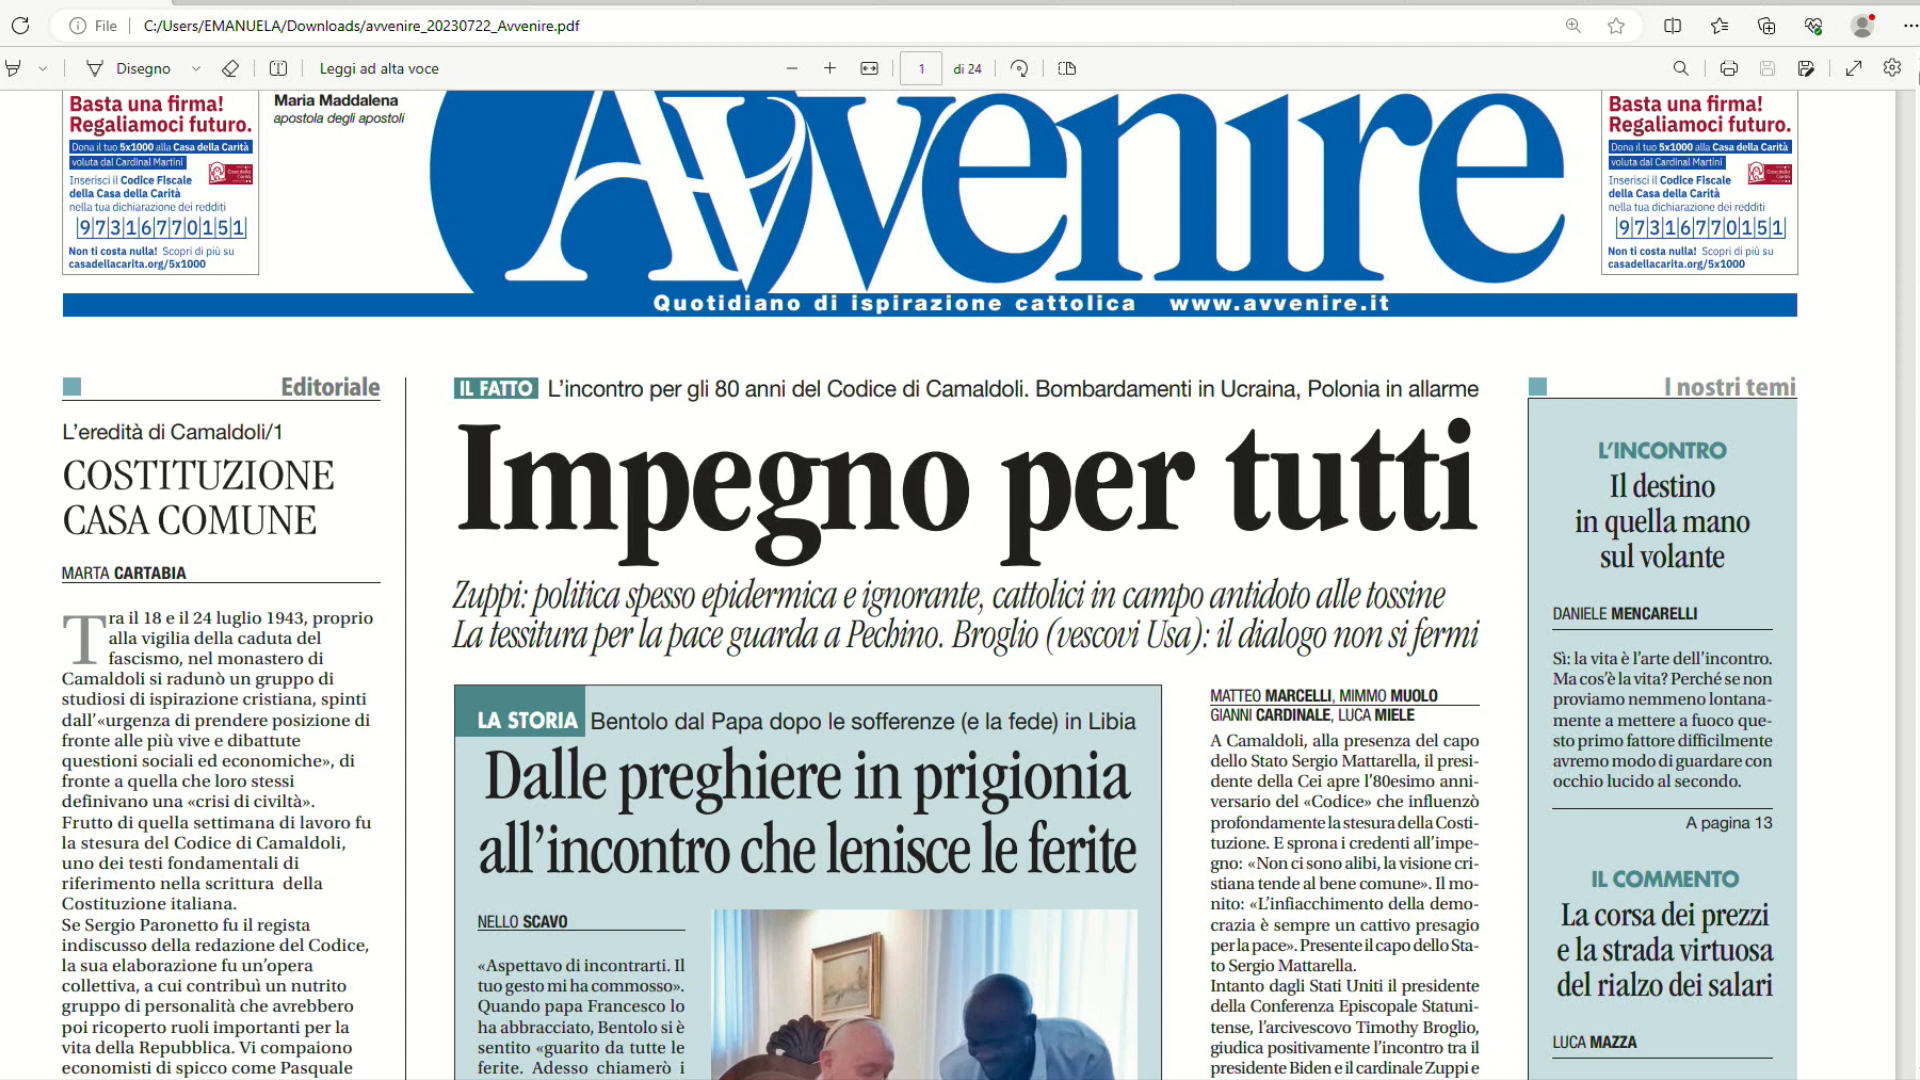 File
C:/Users/EMANUELA/Downloads/avvenire_20230722_Avvenire.pdf
Disegno
Leggi ad alta voce
1
di 24
Basta una firma!
Regaliamoci futuro.
Dona il tuo 5x1000 alla Casa della Carità
voluta dal Cardinal Martini
Inserisci il Codice Fiscale
della Casa della Carità
nella tua dichiarazione dei redditi
97316770151
Non ti costa nulla! Scopri di più su
casadellacarita.org/5x1000
Maria Maddalena
apostola degli apostoli
Avvenire
Basta una firma!
Regaliamoci futuro.
Dona il tuo 5x1000 alla Casa della Carità
voluta dal Cardinal Martini
Inserisci il Codice Fiscale
della Casa della Carità
nella tua dichiarazione dei redditi
97316770151
Non ti costa nulla! Scopri di più su
casadellacarita.org/5x1000
Quotidiano di ispirazione cattolica www.avvenire.it
Editoriale
L'eredità di Camaldoli/1
COSTITUZIONE
CASA COMUNE
MARTA CARTABIA
Tra il 18 e il 24 luglio 1943, proprio
alla vigilia della caduta del
fascismo, nel monastero di
Camaldoli si radunò un gruppo di
studiosi di ispirazione cristiana, spinti
dall'«urgenza di prendere posizione di
fronte alle più vive e dibattute
questioni sociali ed economiche», di
fronte a quella che loro stessi
definivano una «crisi di civiltà».
Frutto di quella settimana di lavoro fu
la stesura del Codice di Camaldoli,
uno dei testi fondamentali di
riferimento nella scrittura della
Costituzione italiana.
Se Sergio Paronetto fu il regista
indiscusso della redazione del Codice,
la sua elaborazione fu un'opera
collettiva, a cui contribuì un nutrito
gruppo di personalità che avrebbero
poi ricoperto ruoli importanti per la
vita della Repubblica. Vi compaiono
economisti di spicco come Pasquale
IL FATTO L'incontro per gli 80 anni del Codice di Camaldoli. Bombardamenti in Ucraina, Polonia in allarme
Impegno per tutti
Zuppi: politica spesso epidermica e ignorante, cattolici in campo antidoto alle tossine
La tessitura per la pace guarda a Pechino. Broglio (vescovi Usa): il dialogo non si fermi
LA STORIA Bentolo dal Papa dopo le sofferenze (e la fede) in Libia
Dalle preghiere in prigionia
all'incontro che lenisce le ferite
NELLO SCAVO
«Aspettavo di incontrarti. Il
tuo gesto mi ha commosso».
Quando papa Francesco lo
ha abbracciato, Bentolo si è
sentito «guarito da tutte le
ferite. Adesso chiamerò i
MATTEO MARCELLI, MIMMO MUOLO
GIANNI CARDINALE, LUCA MIELE
A Camaldoli, alla presenza del capo
dello Stato Sergio Mattarella, il presi-
dente della Cei apre l'80esimo anni-
versario del «Codice» che influenzò
profondamente la stesura della Costi-
tuzione. E sprona i credenti all'impe-
gno: «Non ci sono alibi, la visione cri-
stiana tende al bene comune». Il mo-
nito: «L'infiacchimento della demo-
crazia è sempre un cattivo presagio
per la pace». Presente il capo dello Sta-
to Sergio Mattarella.
Intanto dagli Stati Uniti il presidente
della Conferenza Episcopale Statuni-
tense, l'arcivescovo Timothy Broglio,
giudica positivamente l'incontro tra il
presidente Biden e il cardinale Zuppi e
I nostri temi
L'INCONTRO
Il destino
in quella mano
sul volante
DANIELE MENCARELLI
Sì: la vita è l'arte dell'incontro.
Ma cos'è la vita? Perché se non
proviamo nemmeno lontana-
mente a mettere a fuoco que-
sto primo fattore difficilmente
avremo modo di guardare con
occhio lucido al secondo.
A pagina 13
IL COMMENTO
La corsa dei prezzi
e la strada virtuosa
del rialzo dei salari
LUCA MAZZA